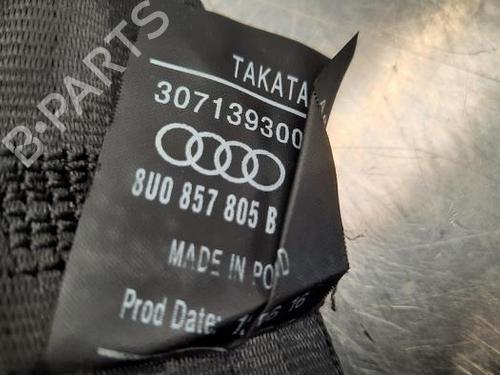 B-PARTS
TAKATA
307139300
8U0 857 805 B
MADE IN
Prod Date: